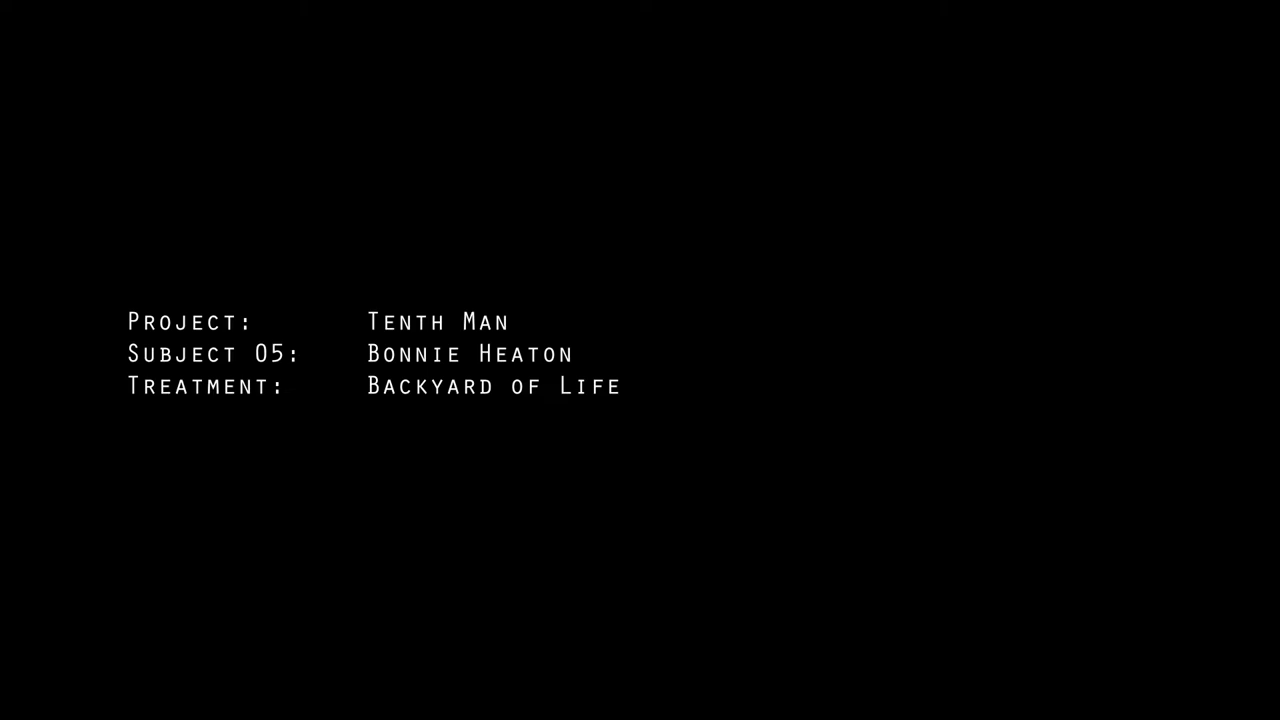 Project: Tenth Man
Subject 05: Bonnie Heaton
Treatment: Backyard of Life